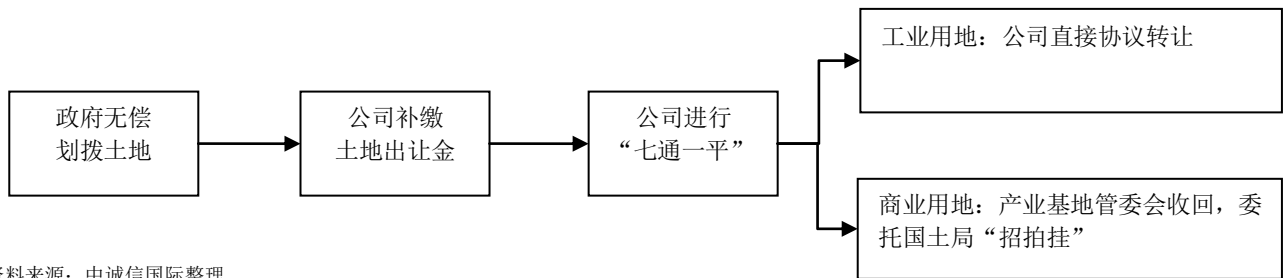 工业用地：公司直接协议转让
政府无偿
划拨土地
公司补缴
土地出让金
公司进行
“七通一平”
商业用地：产业基地管委会收回，委
托国土局“招拍挂”
资料来源：中诚信国际整理